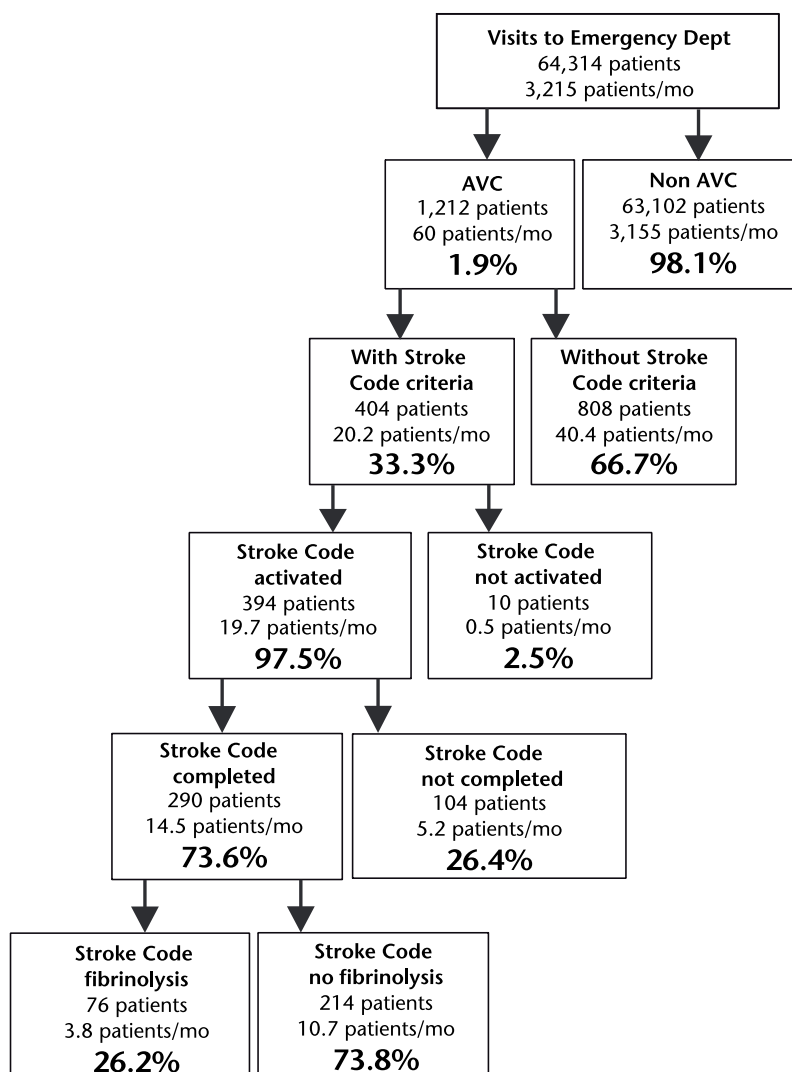 Visits to Emergency Dept
64,314 patients
3,215 patients/mo
AVC
1,212 patients
60 patients/mo
1.9%
Non AVC
63,102 patients
3,155 patients/mo
98.1%
With Stroke
Code criteria
404 patients
20.2 patients/mo
33.3%
Without Stroke
Code criteria
808 patients
40.4 patients/mo
66.7%
Stroke Code
activated
394 patients
19.7 patients/mo
97.5%
Stroke Code
not activated
10 patients
0.5 patients/mo
2.5%
Stroke Code
completed
290 patients
14.5 patients/mo
73.6%
Stroke Code
not completed
104 patients
5.2 patients/mo
26.4%
Stroke Code
fibrinolysis
76 patients
3.8 patients/mo
26.2%
Stroke Code
no fibrinolysis
214 patients
10.7 patients/mo
73.8%